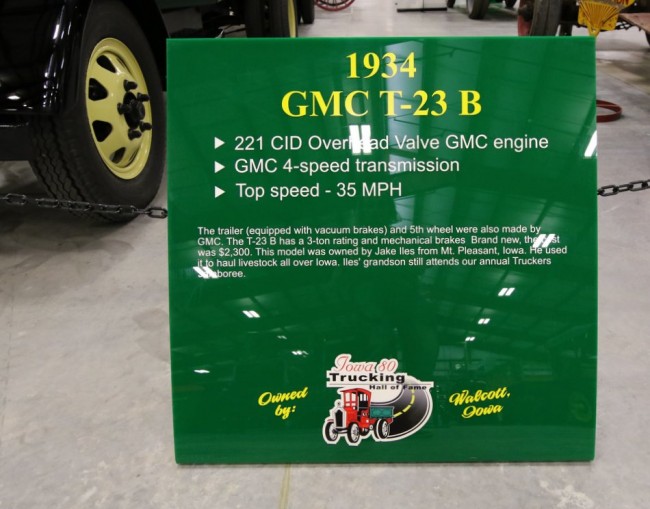 1934
GMC T-23 B
221 CID Overhead Valve GMC engine
GMC 4-speed transmission
Top speed - 35 MPH
The trailer (equipped with vacuum brakes) and 5th wheel were also made by
GMC. The T-23 B has a 3-ton rating and mechanical brakes Brand new, the cost
was $2,300. This model was owned by Jake Iles from Mt. Pleasant, Iowa. He used
it to haul livestock all over Iowa. Iles' grandson still attends our annual Truckers
Jamboree.
Iowa 80
Trucking
Hall of Fame
Owned
by:
Walcott,
Iowa